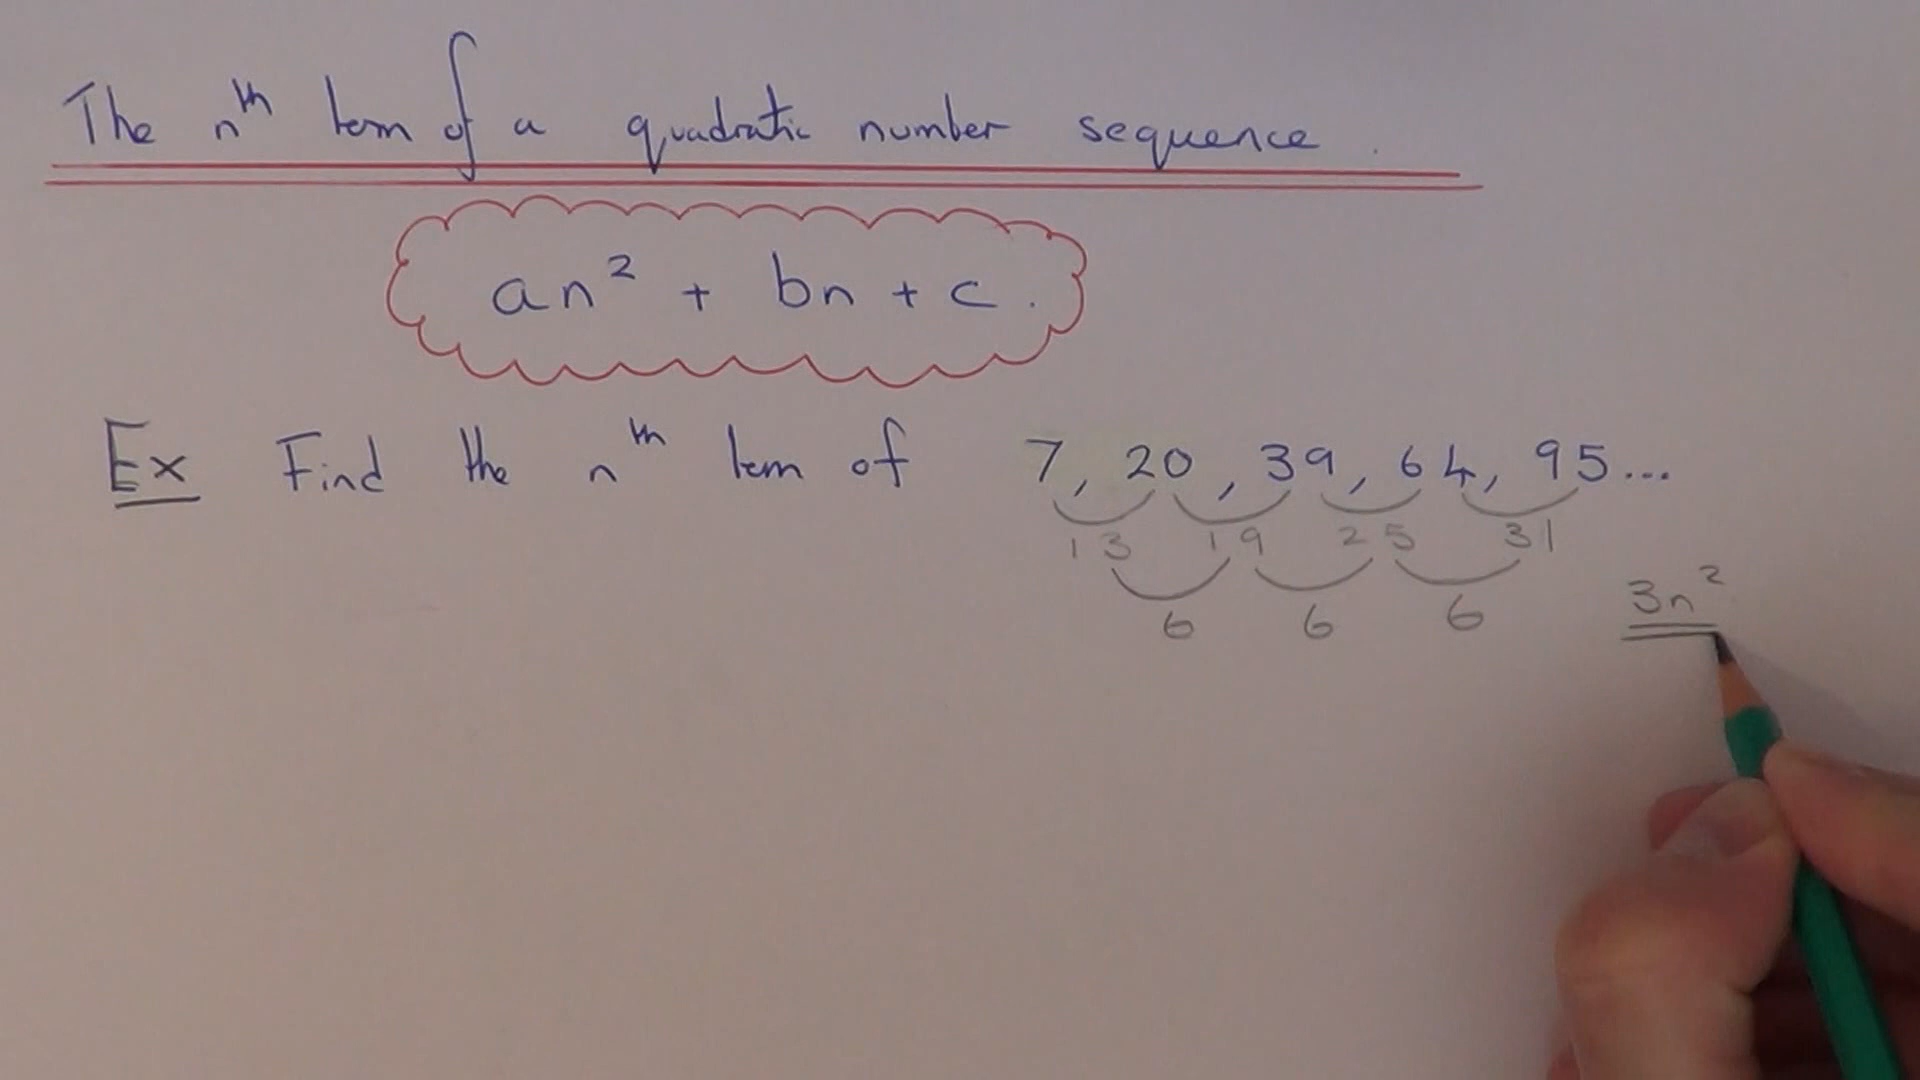 The nth term of a quadratic number sequence.
an² + bn + c.
Ex Find the nth term of 7, 20, 39, 64, 95...
13 19 25 31
3n²
6 6 6